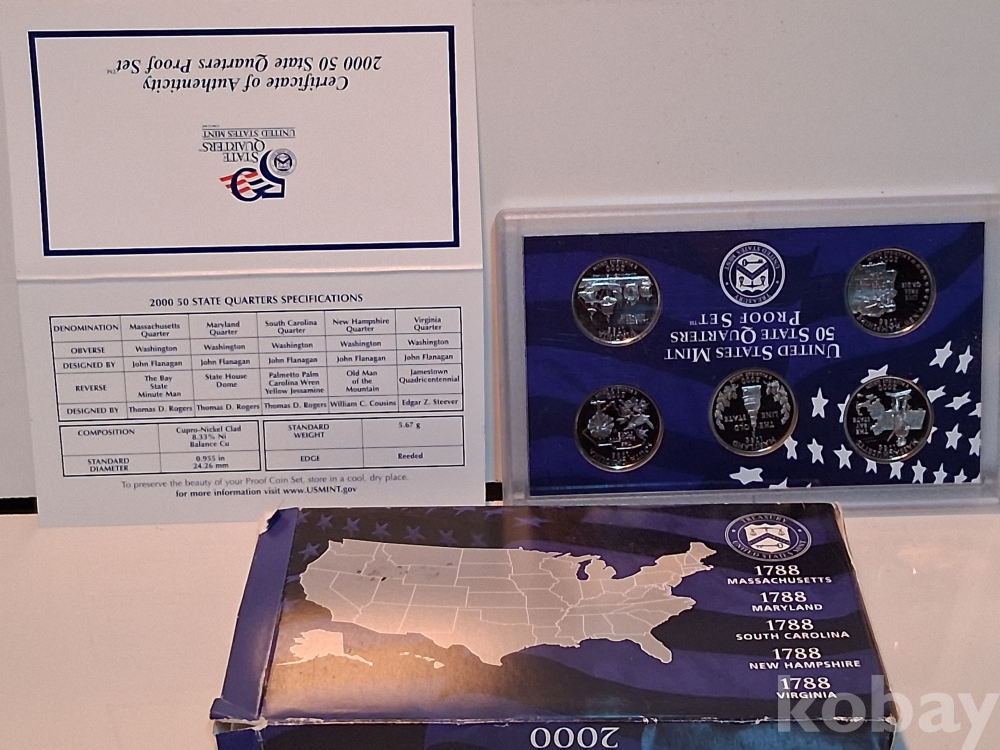 Certificate of Authenticity
2000 50 State Quarters Proof Set™
50
STATE
QUARTERS™
UNITED STATES MINT
2000 50 STATE QUARTERS SPECIFICATIONS
DENOMINATION Massachusetts Quarter Maryland Quarter South Carolina Quarter New Hampshire Quarter Virginia Quarter
OBVERSE Washington Washington Washington Washington Washington
DESIGNED BY John Flanagan John Flanagan John Flanagan John Flanagan John Flanagan
REVERSE The Bay State Minute Man State House Dome Palmetto Palm Carolina Wren Yellow Jessamine Old Man of the Mountain Jamestown Quadricentennial
DESIGNED BY Thomas D. Rogers Thomas D. Rogers Thomas D. Rogers William C. Cousins Edgar Z. Steever
COMPOSITION Cupro-Nickel Clad 8.33% Ni Balance Cu STANDARD WEIGHT 5.67 g
STANDARD DIAMETER 0.955 in 24.26 mm EDGE Reeded
To preserve the beauty of your Proof Coin Set, store in a cool, dry place.
for more information visit www.USMINT.gov
UNITED STATES MINT
50 STATE QUARTERS
PROOF SET™
1788
MASSACHUSETTS
1788
MARYLAND
1788
SOUTH CAROLINA
1788
NEW HAMPSHIRE
1788
VIRGINIA
2000
kobay